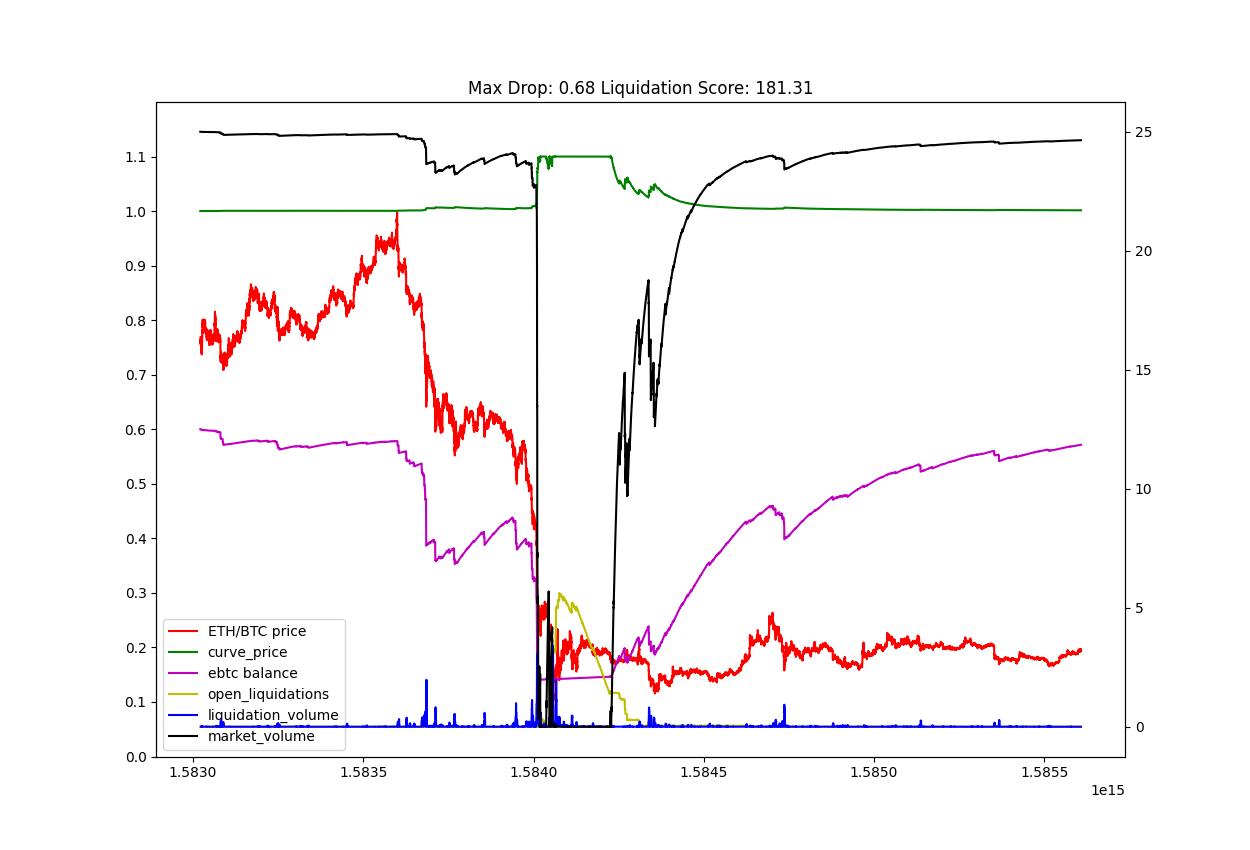 Max Drop: 0.68 Liquidation Score: 181.31
1.1
1.0
0.9
0.8
0.7
0.6
0.5
0.4
0.3
0.2
0.1
0.0
25
20
15
10
5
0
ETH/BTC price
curve_price
ebtc balance
open_liquidations
liquidation_volume
market_volume
1.5830 1.5835 1.5840 1.5845 1.5850 1.5855
1e15